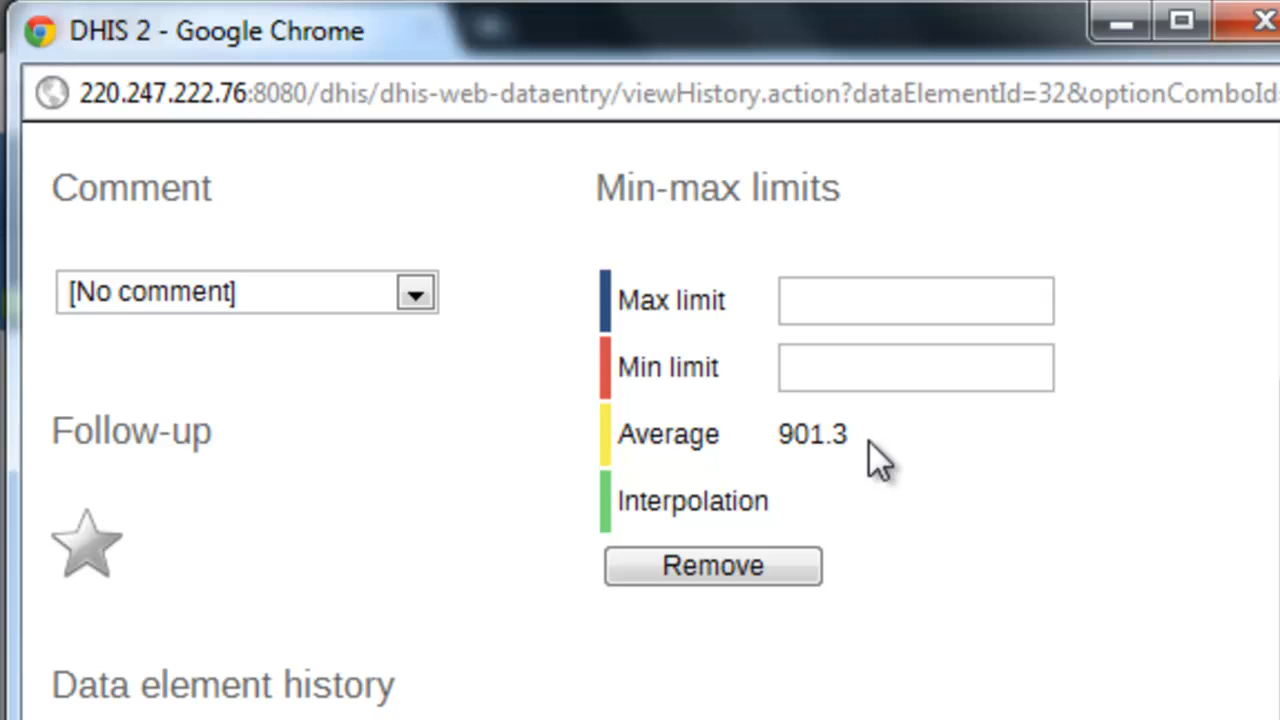 DHIS 2 - Google Chrome
220.247.222.76:8080/dhis/dhis-web-dataentry/viewHistory.action?dataElementId=32&optionComboId=
Comment
Min-max limits
[No comment]
Max limit
Min limit
Follow-up
Average 901.3
Interpolation
Remove
Data element history